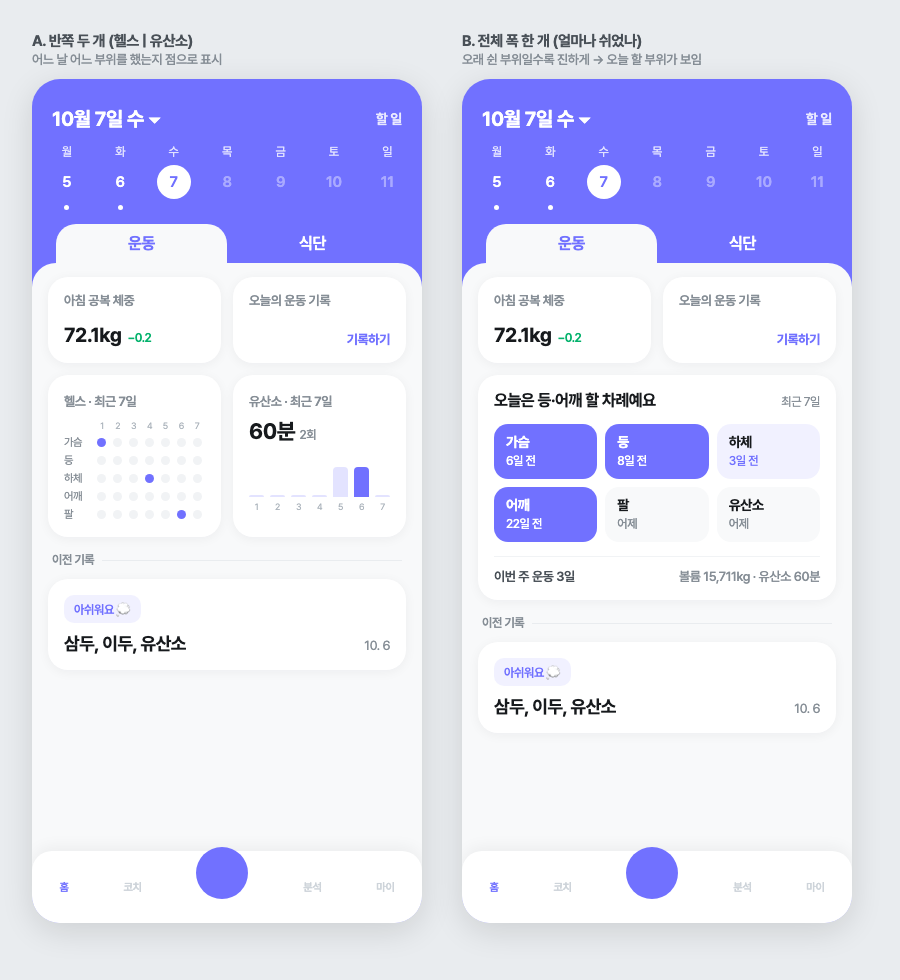 A. 반쪽 두 개 (헬스 | 유산소)
어느 날 어느 부위를 했는지 점으로 표시
10월 7일 수
할 일
월 화 수 목 금 토 일
5 6 7 8 9 10 11
운동
식단
아침 공복 체중
72.1kg −0.2
오늘의 운동 기록
기록하기
헬스 · 최근 7일
1 2 3 4 5 6 7
가슴
등
하체
어깨
팔
유산소 · 최근 7일
60분 2회
1 2 3 4 5 6 7
이전 기록
아쉬워요
삼두, 이두, 유산소
10. 6
홈 코치 분석 마이
B. 전체 폭 한 개 (얼마나 쉬었나)
오래 쉰 부위일수록 진하게 → 오늘 할 부위가 보임
10월 7일 수
할 일
월 화 수 목 금 토 일
5 6 7 8 9 10 11
운동
식단
아침 공복 체중
72.1kg −0.2
오늘의 운동 기록
기록하기
오늘은 등·어깨 할 차례예요
최근 7일
가슴
6일 전
등
8일 전
하체
3일 전
어깨
22일 전
팔
어제
유산소
어제
이번 주 운동 3일
볼륨 15,711kg · 유산소 60분
이전 기록
아쉬워요
삼두, 이두, 유산소
10. 6
홈 코치 분석 마이